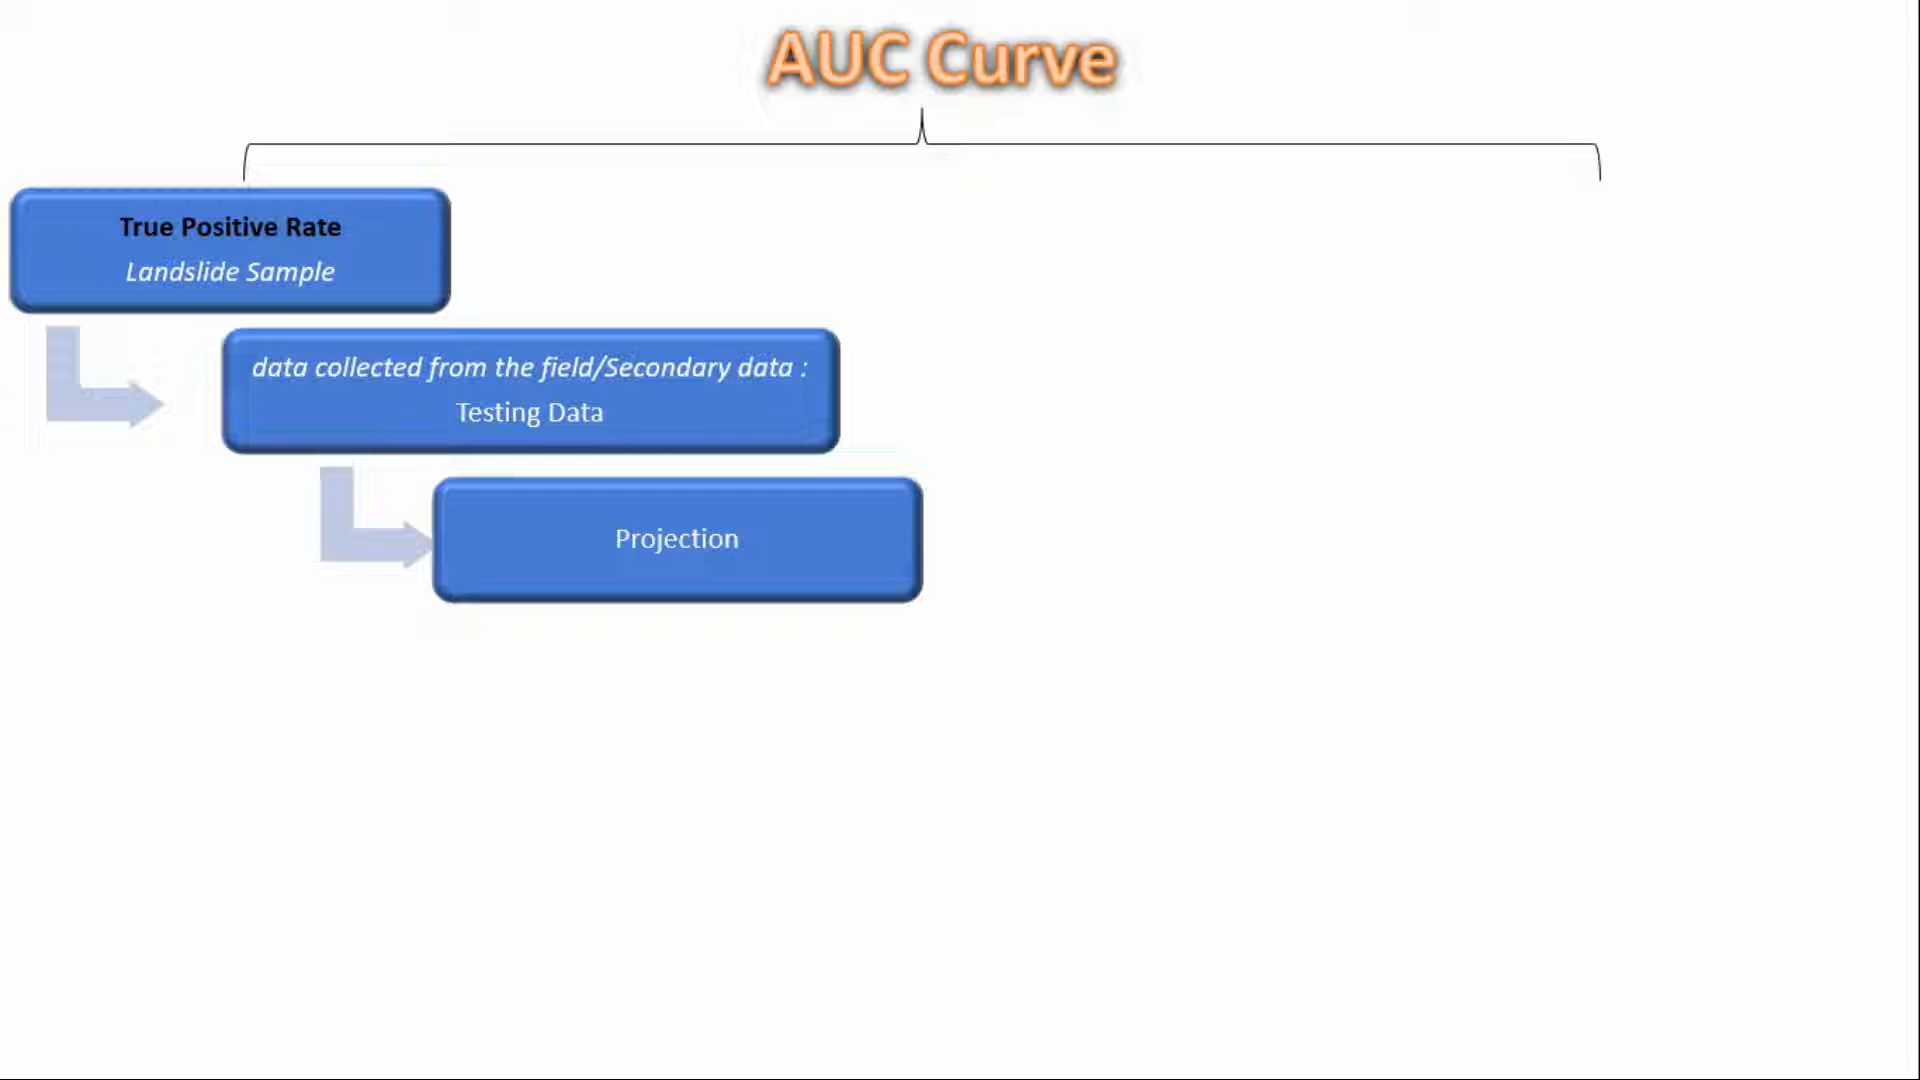 AUC Curve
True Positive Rate
Landslide Sample
data collected from the field/Secondary data :
Testing Data
Projection